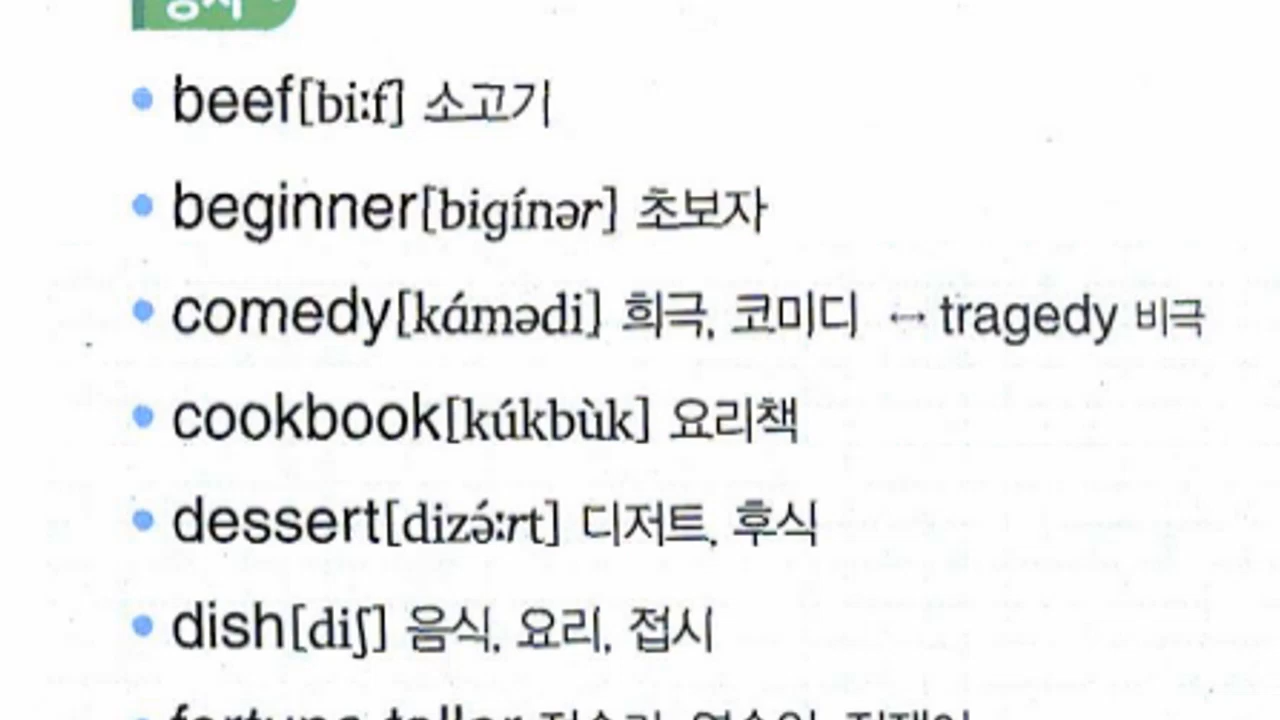 beef[biːf] 소고기
beginner[bigínər] 초보자
comedy[kámədi] 희극, 코미디 ↔ tragedy 비극
cookbook[kúkbùk] 요리책
dessert[dizə́ːrt] 디저트, 후식
dish[diʃ] 음식, 요리, 접시